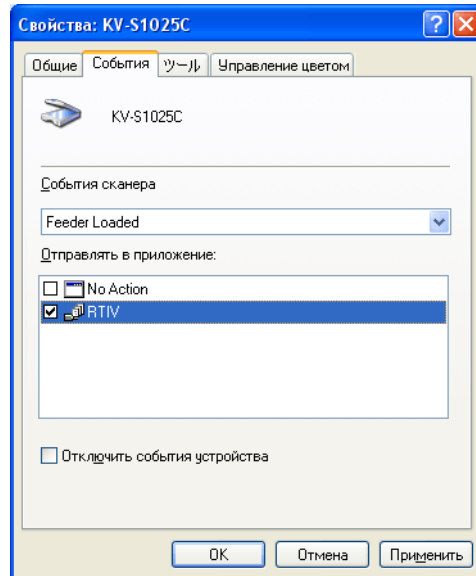 Свойства: KV-S1025C
Общие События ツール Управление цветом
KV-S1025C
События сканера
Feeder Loaded
Отправлять в приложение:
No Action
RTIV
Отключить события устройства
OK Отмена Применить